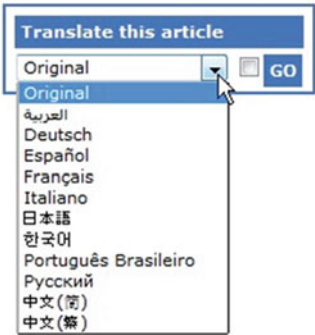 Translate this article
Original
GO
Original
العربية
Deutsch
Español
Français
Italiano
日本語
한국어
Português Brasileiro
Русский
中文(简)
中文(繁)